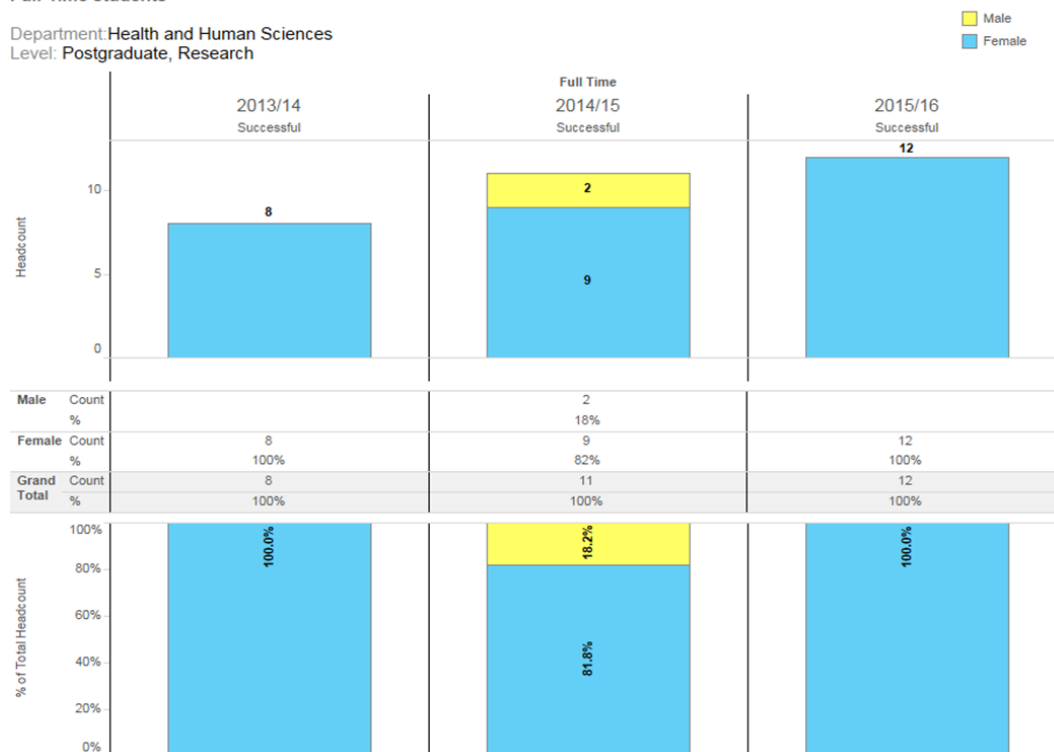 Department:Health and Human Sciences
Level: Postgraduate, Research
Male
Female
Full Time
2013/14 2014/15 2015/16
Successful Successful Successful
Headcount
10
5
0
8
2
9
12
Male Count 2
% 18%
Female Count 8 9 12
% 100% 82% 100%
Grand Total Count 8 11 12
% 100% 100% 100%
% of Total Headcount
100%
80%
60%
40%
20%
0%
100.0%
18.2%
81.8%
100.0%